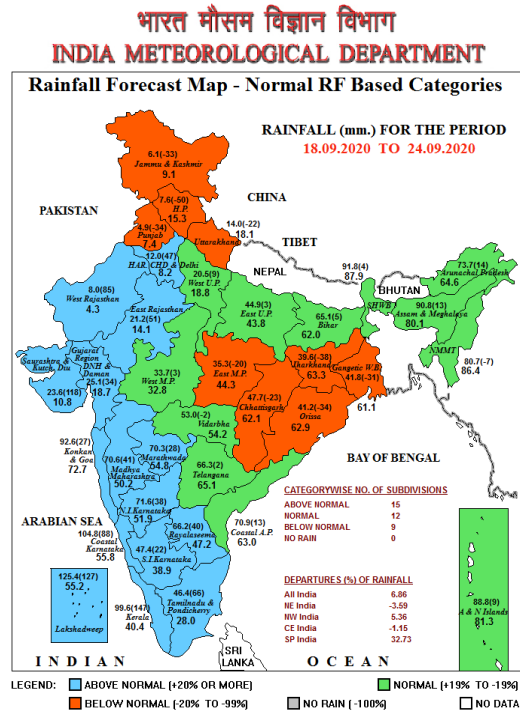 भारत मौसम विज्ञान विभाग
INDIA METEOROLOGICAL DEPARTMENT
Rainfall Forecast Map - Normal RF Based Categories
RAINFALL (mm.) FOR THE PERIOD
18.09.2020 TO 24.09.2020
6.1(-33)
Jammu & Kashmir
9.1
CHINA
7.6(-50)
H.P.
15.3
PAKISTAN
4.9(-34)
Punjab
7.4
Uttarakhand
14.0(-22)
18.1
TIBET
12.0(47)
HAR. CHD & Delhi
8.2
20.5(9)
West U.P.
18.8
NEPAL
91.8(4)
87.9
BHUTAN
73.7(14)
Arunachal Pradesh
64.6
8.0(85)
West Rajasthan
4.3
East Rajasthan
21.2(51)
14.1
44.9(3)
East U.P.
43.8
65.1(5)
Bihar
62.0
SHWB
90.8(13)
Assam & Meghalaya
80.1
NMMT
80.7(-7)
86.4
Saurashtra &
Kutch, Diu
23.6(118)
10.8
Gujarat
Region
DNH &
Daman
25.1(34)
18.7
33.7(3)
West M.P.
32.8
35.3(-20)
East M.P.
44.3
39.6(-38)
Jharkhand
63.3
Gangetic W.B.
41.8(-31)
61.1
47.7(-23)
Chhattisgarh
62.1
41.2(-34)
Orissa
62.9
53.0(-2)
Vidarbha
54.2
92.6(27)
Konkan
& Goa
72.7
70.6(41)
Madhya
Maharashtra
50.2
70.3(28)
Marathwada
54.8
66.3(2)
Telangana
65.1
BAY OF BENGAL
71.6(38)
N.I.Karnataka
51.9
ARABIAN SEA
104.8(88)
Coastal
Karnataka
55.8
66.2(40)
Rayalaseema
47.2
70.9(13)
Coastal A.P.
63.0
47.4(22)
S.I.Karnataka
38.9
CATEGORYWISE NO. OF SUBDIVISIONS
ABOVE NORMAL 15
NORMAL 12
BELOW NORMAL 9
NO RAIN 0
DEPARTURES (%) OF RAINFALL
All India 6.86
NE India -3.59
NW India 5.36
CE India -1.15
SP India 32.73
125.4(127)
55.2
Lakshadweep
99.6(147)
Kerala
40.4
46.4(66)
Tamilnadu &
Pondicherry
28.0
88.8(9)
A & N Islands
81.3
SRI
LANKA
INDIAN OCEAN
LEGEND: ABOVE NORMAL (+20% OR MORE) NORMAL (+19% TO -19%)
BELOW NORMAL (-20% TO -99%) NO RAIN (-100%) NO DATA